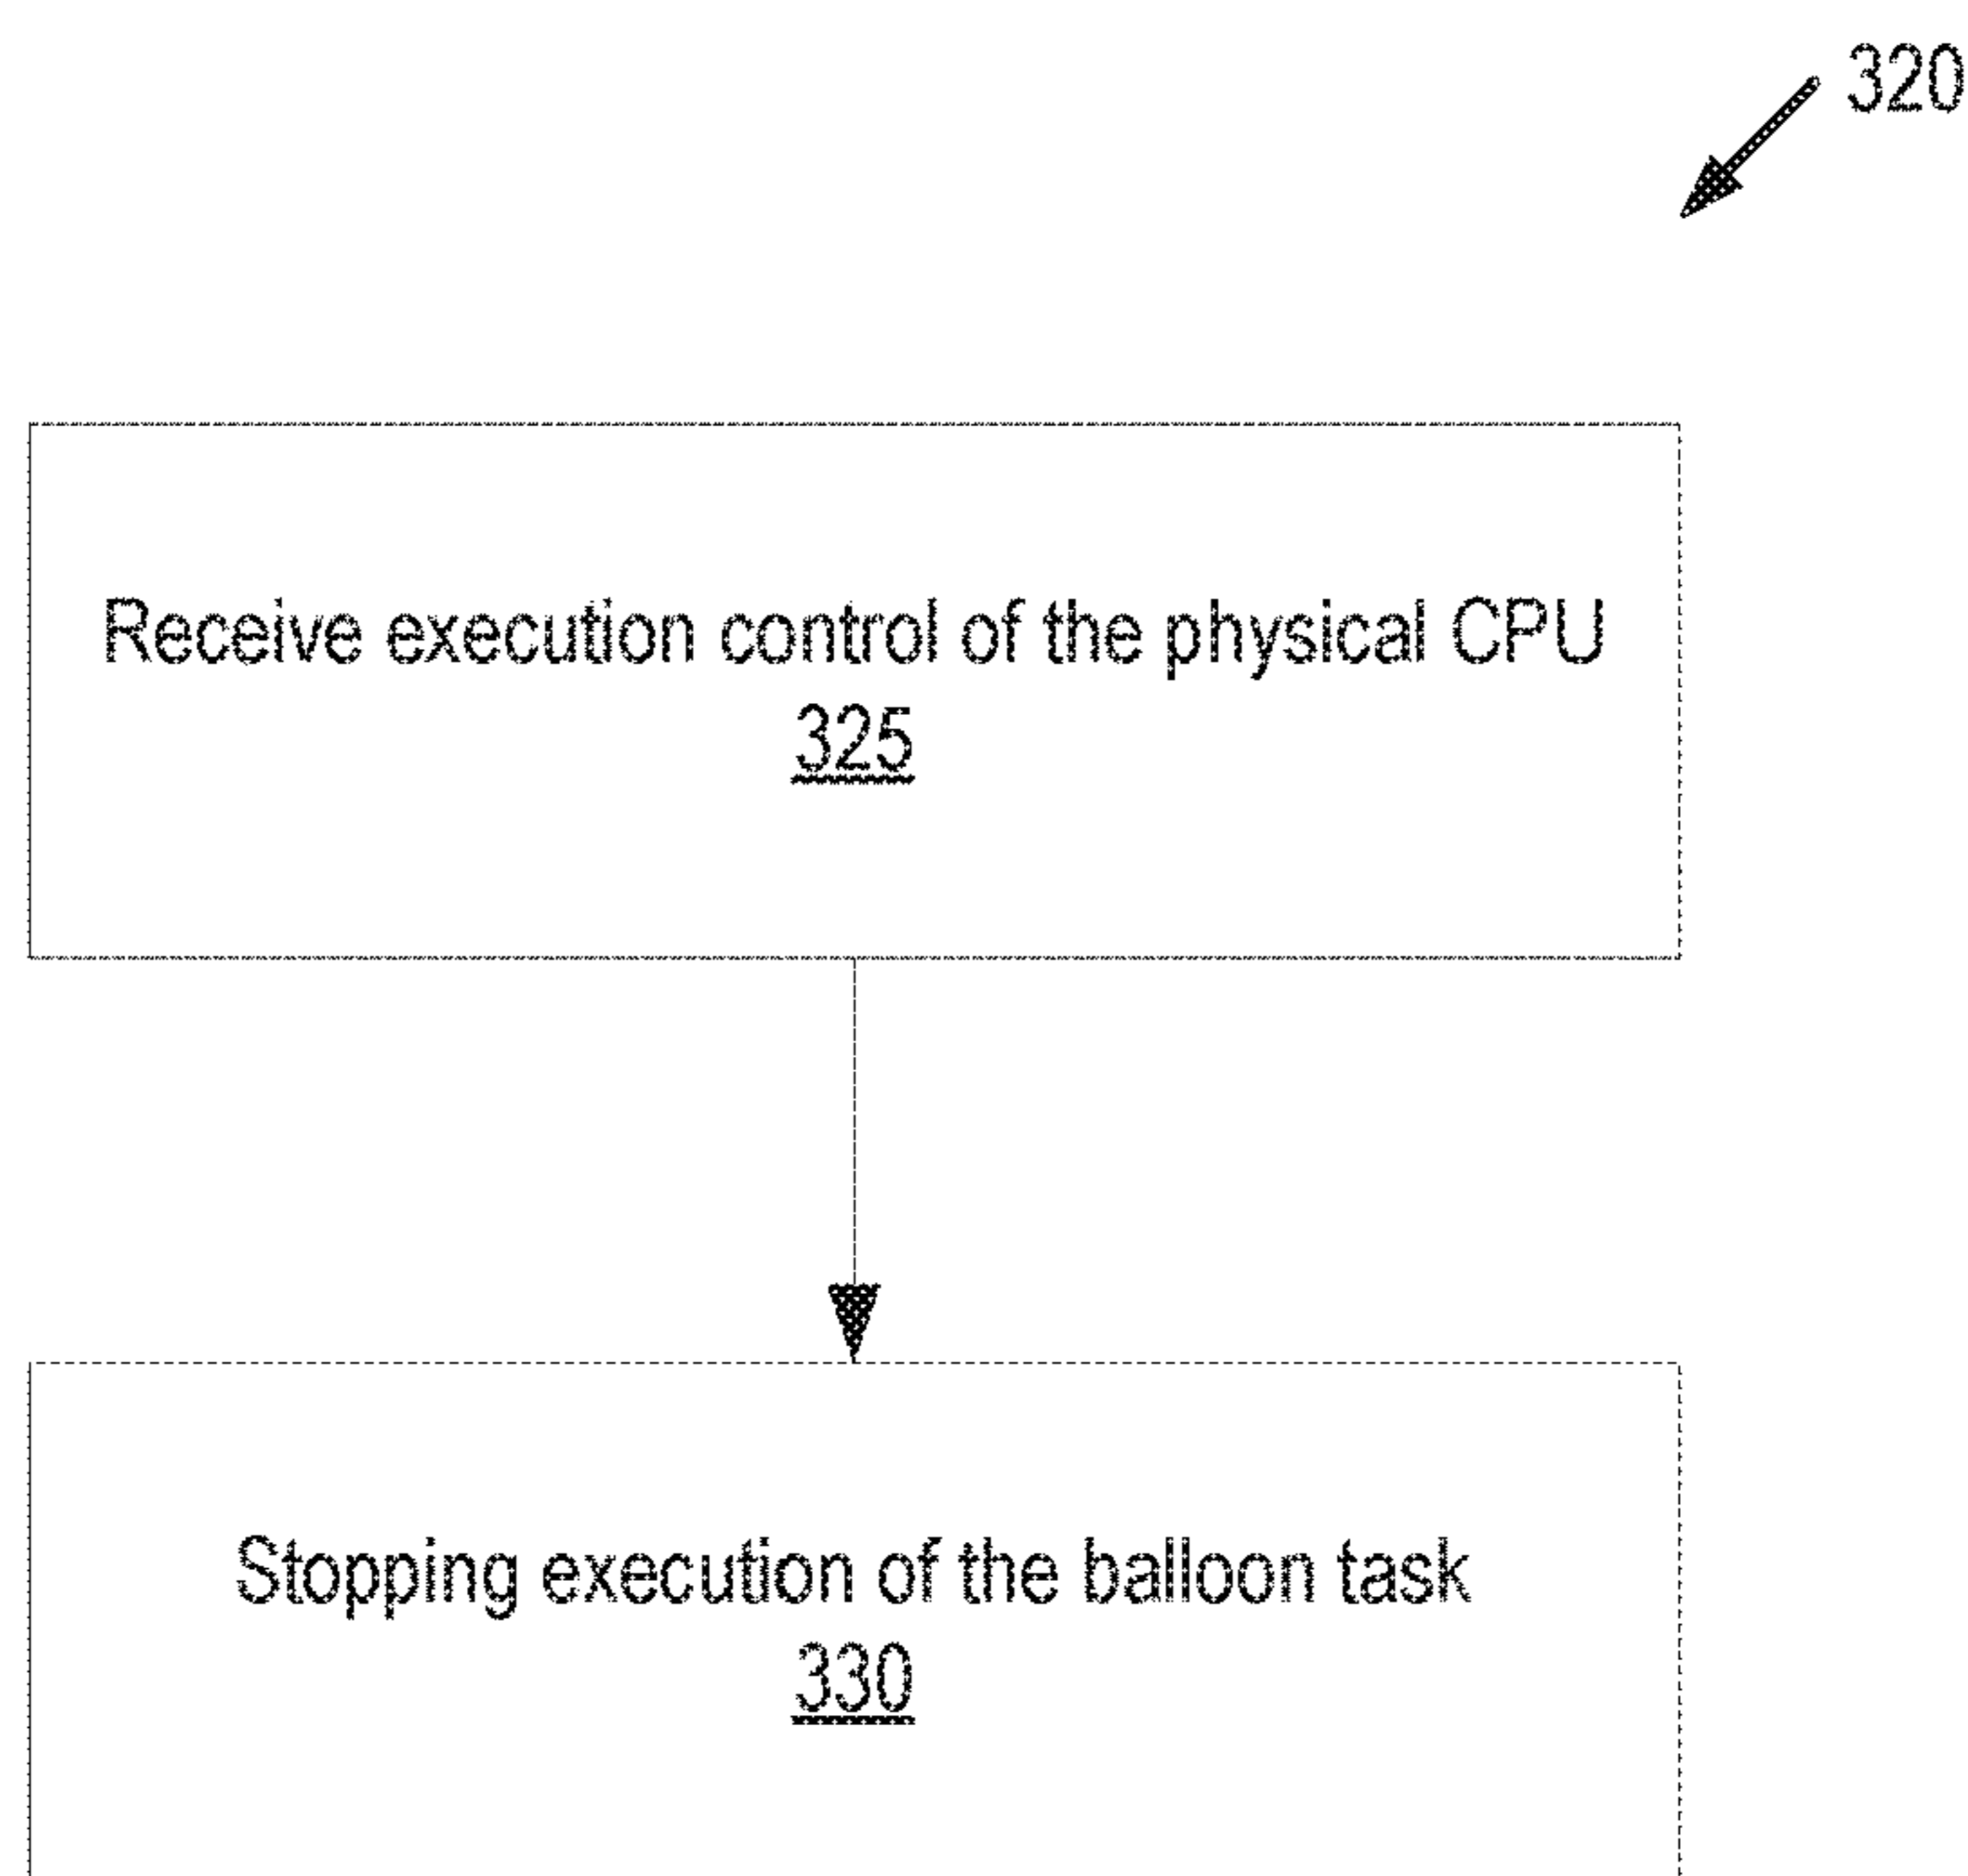 320
Receive execution control of the physical CPU
325
Stopping execution of the balloon task
330